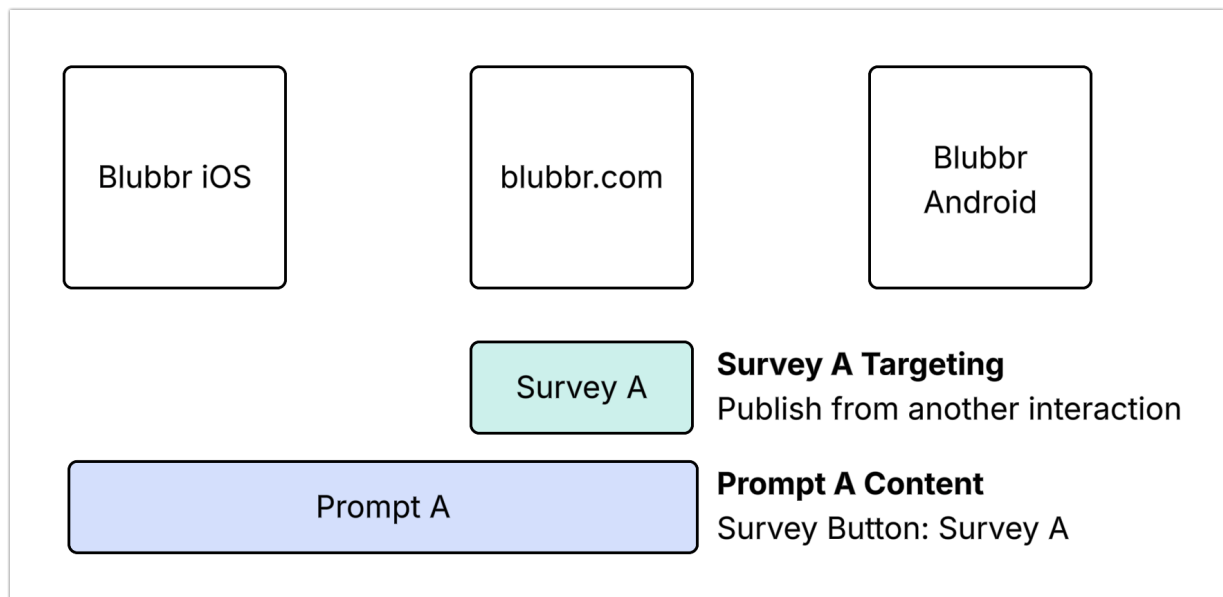 Blubbr iOS
blubbr.com
Blubbr
Android
Survey A
Survey A Targeting
Publish from another interaction
Prompt A
Prompt A Content
Survey Button: Survey A